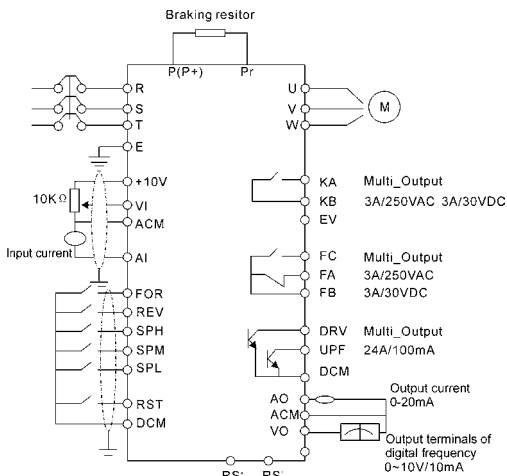 Braking resitor
P(P+) Pr
R
S
T
E
+10V
10KΩ
VI
ACM
Input current
AI
FOR
REV
SPH
SPM
SPL
RST
DCM
U
V
W
M
KA Multi_Output
KB 3A/250VAC 3A/30VDC
EV
FC Multi_Output
FA 3A/250VAC
FB 3A/30VDC
DRV Multi_Output
UPF 24A/100mA
DCM
Output current
0-20mA
AO
ACM
VO
Output terminals of
digital frequency
0~10V/10mA